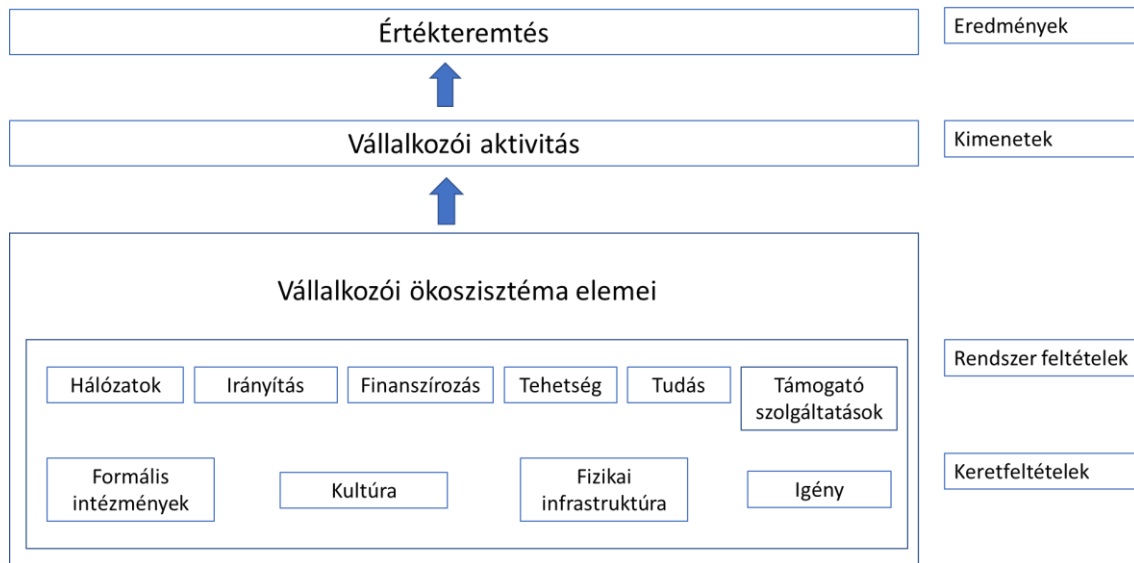 Értékteremtés
Eredmények
Vállalkozói aktivitás
Kimenetek
Vállalkozói ökoszisztéma elemei
Rendszer feltételek
Hálózatok
Irányítás
Finanszírozás
Tehetség
Tudás
Támogató
szolgáltatások
Formális
intézmények
Kultúra
Fizikai
infrastruktúra
Igény
Keretfeltételek